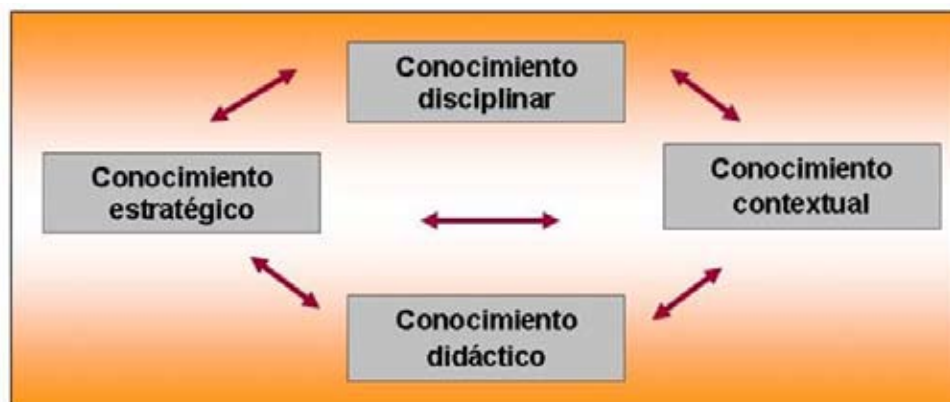 Conocimiento
disciplinar
Conocimiento
estratégico
Conocimiento
contextual
Conocimiento
didáctico